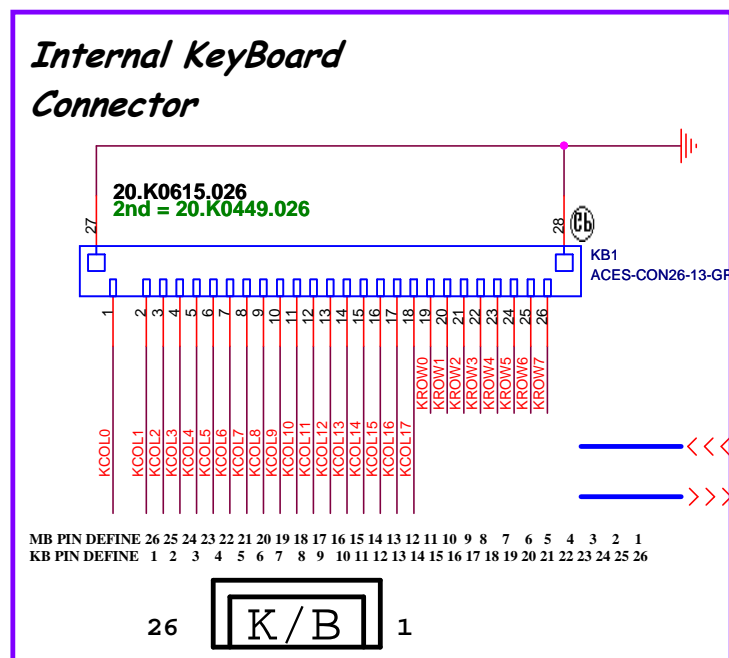 Internal KeyBoard
Connector
20.K0615.026
2nd = 20.K0449.026
27
28
Cb
KB1
ACES-CON26-13-GP
1 2 3 4 5 6 7 8 9 10 11 12 13 14 15 16 17 18 19 20 21 22 23 24 25 26
KCOL0 KCOL1 KCOL2 KCOL3 KCOL4 KCOL5 KCOL6 KCOL7 KCOL8 KCOL9 KCOL10 KCOL11 KCOL12 KCOL13 KCOL14 KCOL15 KCOL16 KCOL17 KROW0 KROW1 KROW2 KROW3 KROW4 KROW5 KROW6 KROW7
MB PIN DEFINE 26 25 24 23 22 21 20 19 18 17 16 15 14 13 12 11 10 9 8 7 6 5 4 3 2 1
KB PIN DEFINE 1 2 3 4 5 6 7 8 9 10 11 12 13 14 15 16 17 18 19 20 21 22 23 24 25 26
26 K/B 1